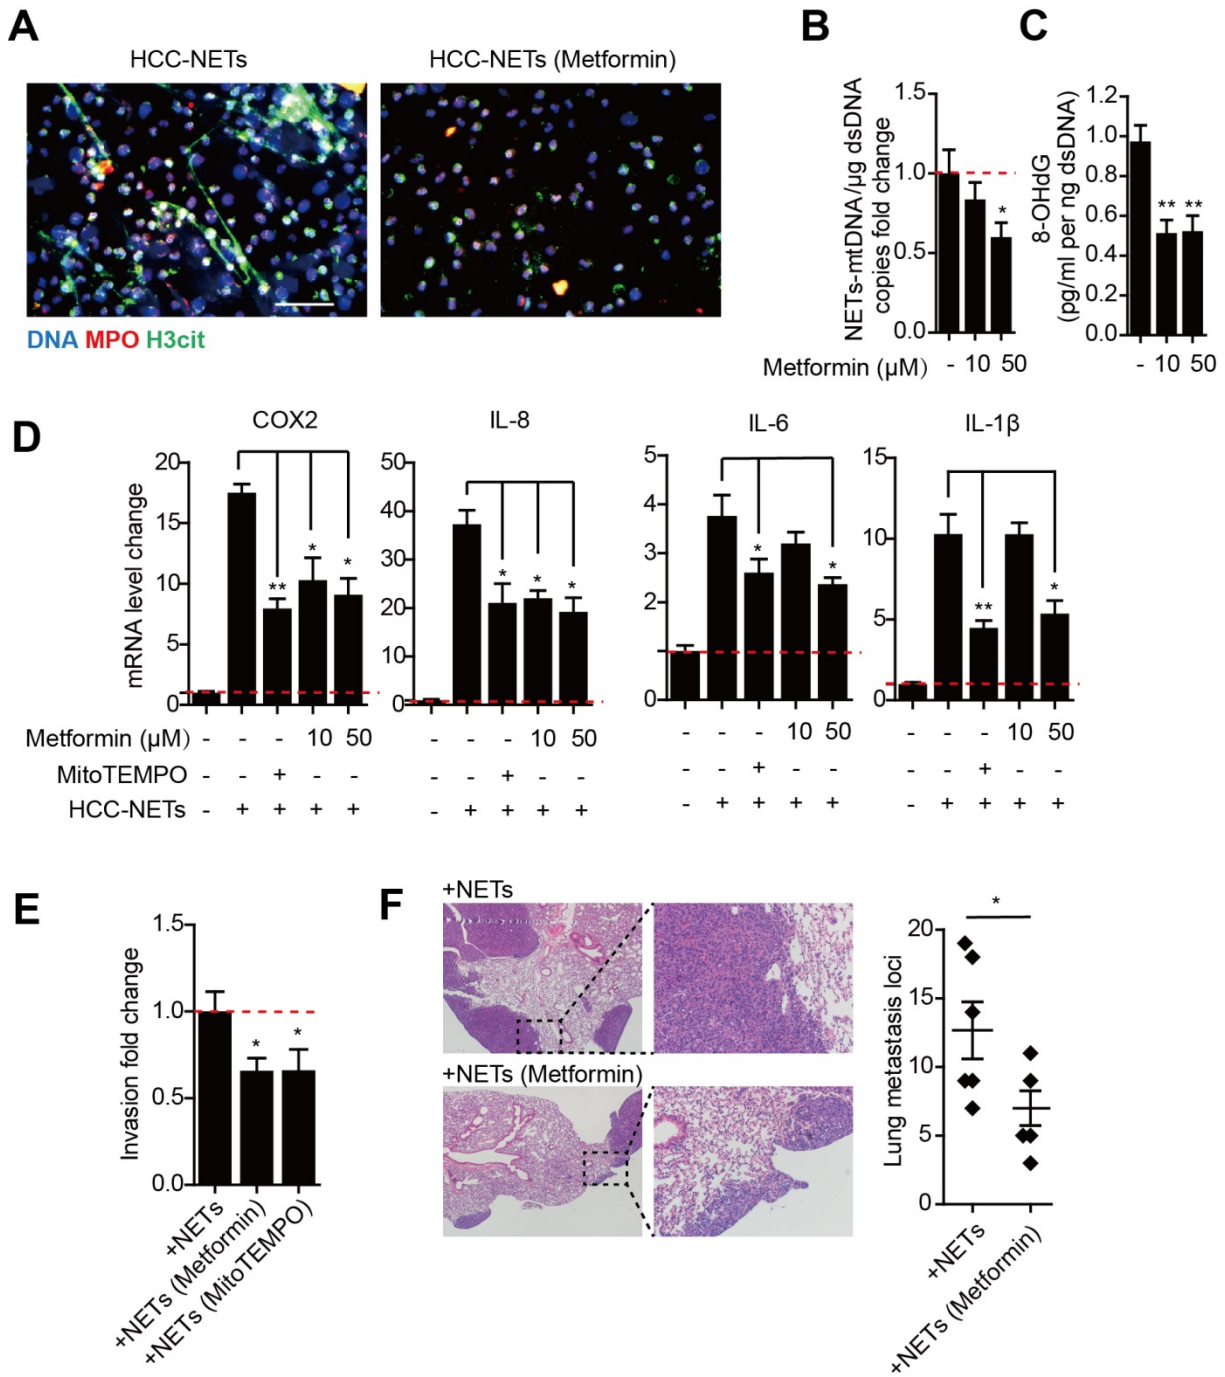 A
HCC-NETs
HCC-NETs (Metformin)
DNA MPO H3cit
B
NETs-mtDNA/µg dsDNA
copies fold change
1.5
1.0
0.5
0.0
*
Metformin (µM) - 10 50
C
8-OHdG
(pg/ml per ng dsDNA)
1.2
1.0
0.8
0.6
0.4
0.2
0.0
** **
- 10 50
D
mRNA level change
COX2
20
15
10
5
0
** * *
IL-8
50
40
30
20
10
0
* * *
IL-6
5
4
3
2
1
0
* *
IL-1β
15
10
5
0
** *
Metformin (µM) - - - 10 50 - - - 10 50 - - - 10 50 - - - 10 50
MitoTEMPO - - + - - - - + - - - - + - - - - + - -
HCC-NETs - + + + + - + + + + - + + + + - + + + +
E
Invasion fold change
1.5
1.0
0.5
0.0
* *
+NETs
+NETs (Metformin)
+NETs (MitoTEMPO)
F
+NETs
+NETs (Metformin)
Lung metastasis loci
20
15
10
5
0
*
+NETs
+NETs (Metformin)